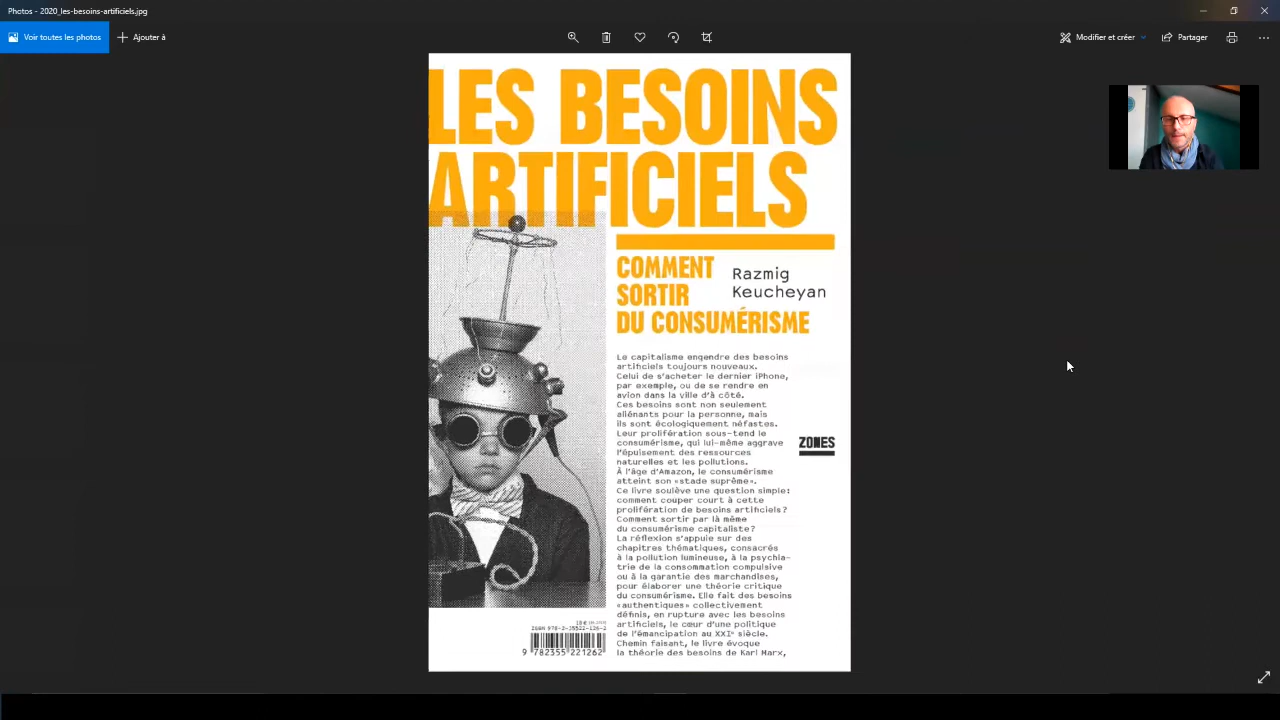 Photos - 2020_les-besoins-artificiels.jpg
Voir toutes les photos
Ajouter à
Modifier et créer
Partager
LES BESOINS
ARTIFICIELS
COMMENT
SORTIR
DU CONSUMÉRISME
Razmig
Keucheyan
Le capitalisme engendre des besoins
artificiels toujours nouveaux.
Celui de s'acheter le dernier iPhone,
par exemple, ou de se rendre en
avion dans la ville d'à côté.
Ces besoins sont non seulement
aliénants pour la personne, mais
ils sont écologiquement néfastes.
Leur prolifération sous-tend le
consumérisme, qui lui-même aggrave
l'épuisement des ressources
naturelles et les pollutions.
À l'âge d'Amazon, le consumérisme
atteint son «stade suprême».
Ce livre soulève une question simple:
comment couper court à cette
prolifération de besoins artificiels?
Comment sortir par là même
du consumérisme capitaliste?
La réflexion s'appuie sur des
chapitres thématiques, consacrés
à la pollution lumineuse, à la psychia-
trie de la consommation compulsive
ou à la garantie des marchandises,
pour élaborer une théorie critique
du consumérisme. Elle fait des besoins
«authentiques» collectivement
définis, en rupture avec les besoins
artificiels, le cœur d'une politique
de l'émancipation au XXIe siècle.
Chemin faisant, le livre évoque
la théorie des besoins de Karl Marx,
ZONES
18 €
ISBN 978-2-35522-126-2
9 782355 221262